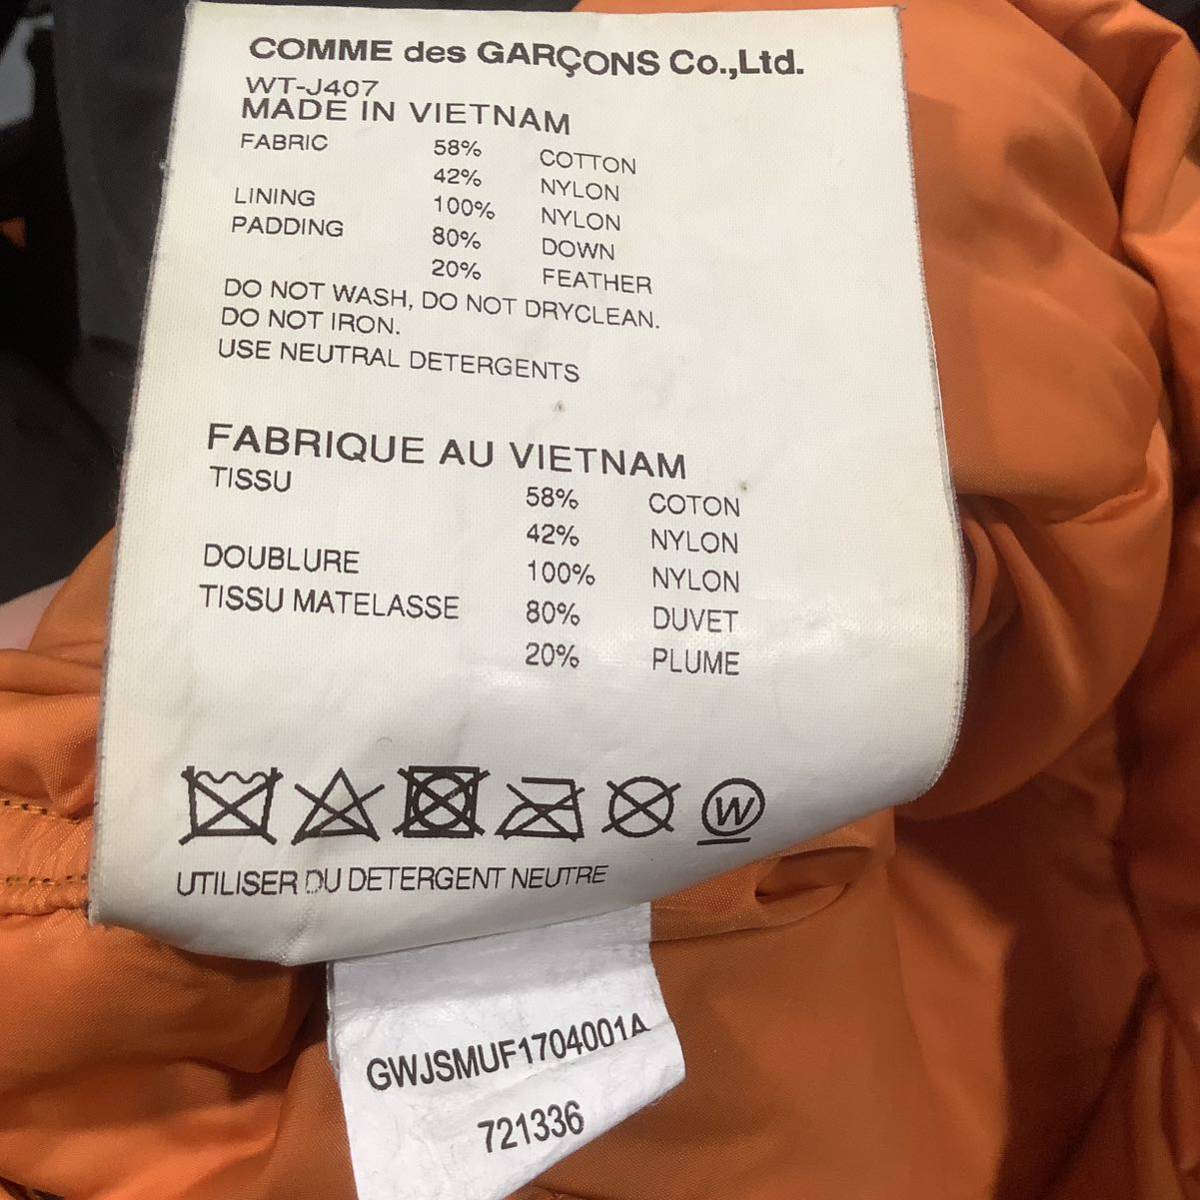 COMME des GARÇONS Co.,Ltd.
WT-J407
MADE IN VIETNAM
FABRIC 58% COTTON
42% NYLON
LINING 100% NYLON
PADDING 80% DOWN
20% FEATHER
DO NOT WASH, DO NOT DRYCLEAN.
DO NOT IRON.
USE NEUTRAL DETERGENTS
FABRIQUE AU VIETNAM
TISSU 58% COTON
42% NYLON
DOUBLURE 100% NYLON
TISSU MATELASSE 80% DUVET
20% PLUME
W
UTILISER DU DETERGENT NEUTRE
GWJSMUF1704001A
721336